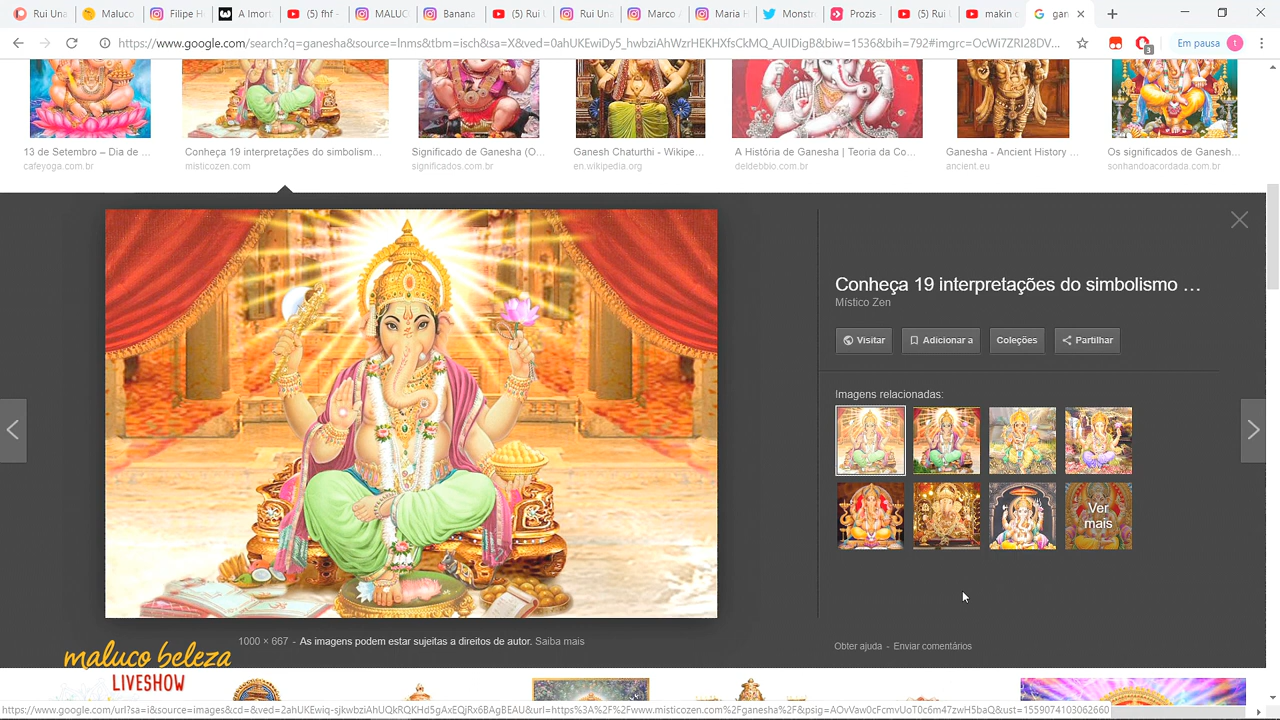 Rui Una
Maluco
Filipe H
A Imort
(5) fhf -
MALUC
Banana
(5) Rui U
Rui Una
Marco A
Maria H
Monstr
Prozis -
(5) Rui U
makin c
gan
https://www.google.com/search?q=ganesha&source=lnms&tbm=isch&sa=X&ved=0ahUKEwiDy5_hwbziAhWzrHEKHXfsCkMQ_AUIDigB&biw=1536&bih=792#imgrc=OcWi7ZRI28DV...
3
Em pausa
t
13 de Setembro – Dia de ...
cafeyoga.com.br
Conheça 19 interpretações do simbolism...
misticozen.com
Significado de Ganesha (O...
significados.com.br
Ganesh Chaturthi - Wikipe...
en.wikipedia.org
A História de Ganesha | Teoria da Co...
deldebbio.com.br
Ganesha - Ancient History ...
ancient.eu
Os significados de Ganesh...
sonhandoacordada.com.br
Conheça 19 interpretações do simbolismo ...
Místico Zen
Visitar
Adicionar a
Coleções
Partilhar
Imagens relacionadas:
Ver
mais
1000 × 667 - As imagens podem estar sujeitas a direitos de autor. Saiba mais
Obter ajuda - Enviar comentários
maluco beleza
LIVESHOW
https://www.google.com/url?sa=i&source=images&cd=&ved=2ahUKEwiq-sjkwbziAhUQkRQKHd5gAxEQjRx6BAgBEAU&url=https%3A%2F%2Fwww.misticozen.com%2Fganesha%2F&psig=AOvVaw0cFcmvUoT0c6m47zwH5baQ&ust=1559074103062660